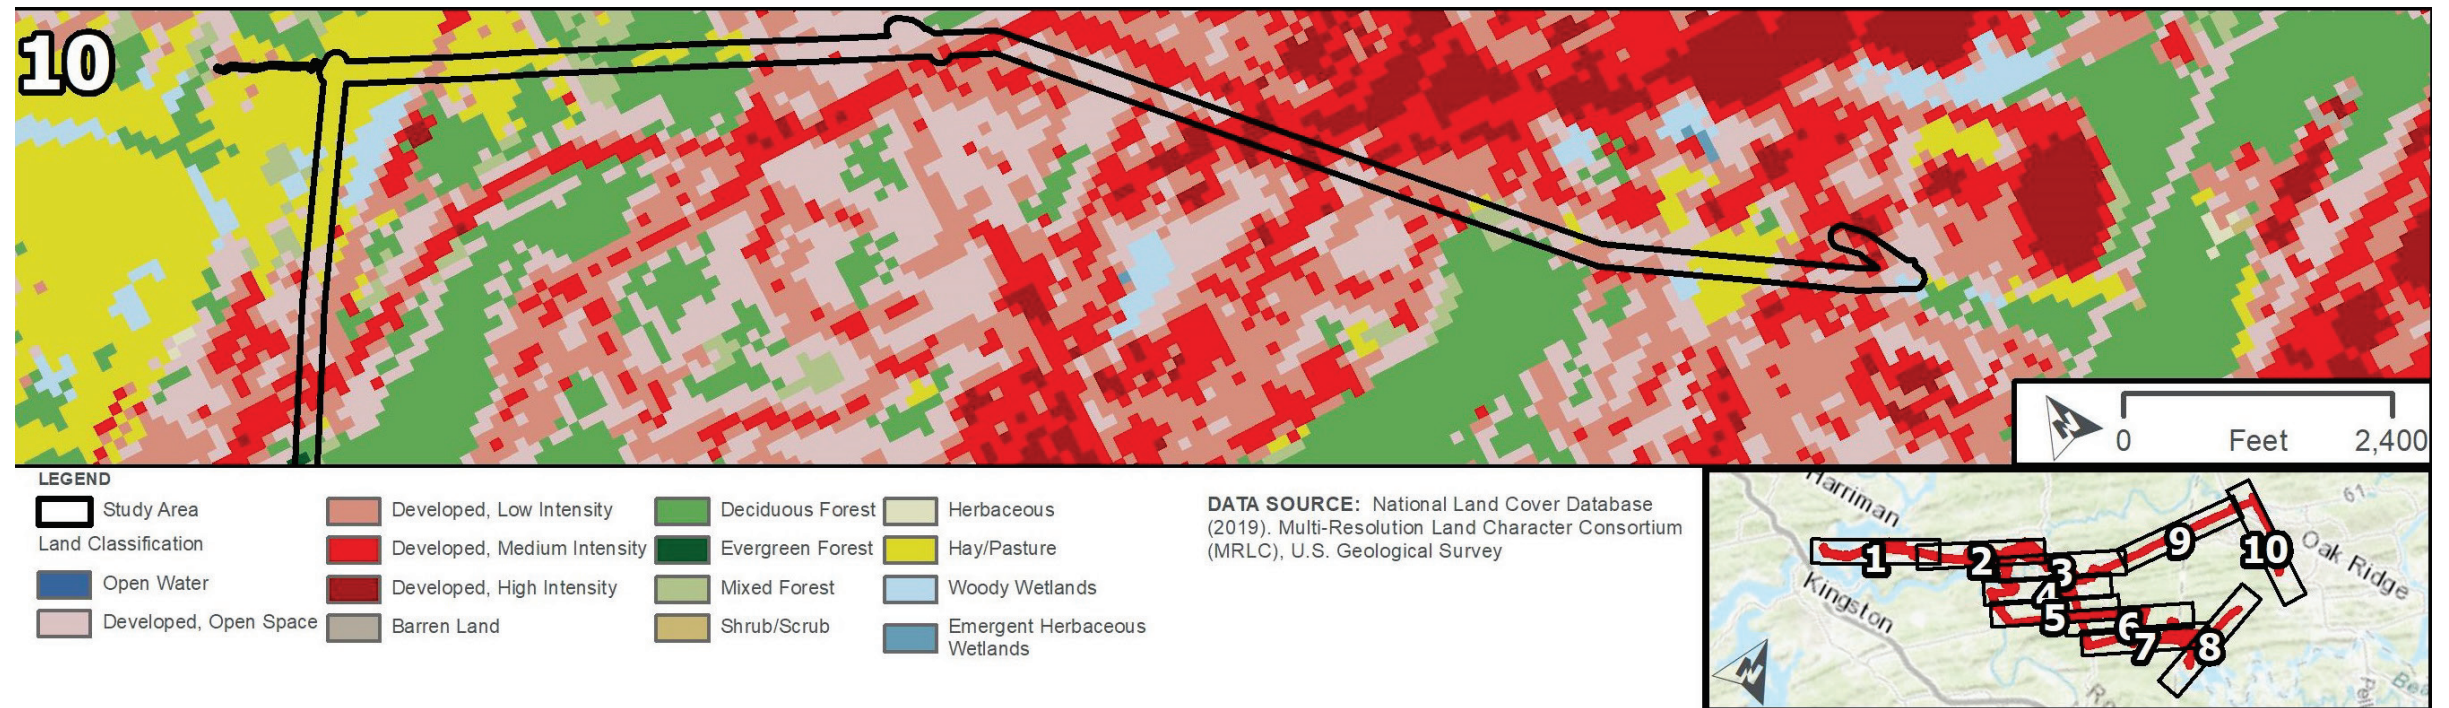 10
N
0 Feet 2,400
LEGEND
Study Area
Land Classification
Open Water
Developed, Open Space
Developed, Low Intensity
Developed, Medium Intensity
Developed, High Intensity
Barren Land
Deciduous Forest
Evergreen Forest
Mixed Forest
Shrub/Scrub
Herbaceous
Hay/Pasture
Woody Wetlands
Emergent Herbaceous
Wetlands
DATA SOURCE: National Land Cover Database
(2019). Multi-Resolution Land Character Consortium
(MRLC), U.S. Geological Survey
Harriman
61
Oak Ridge
Kingston
1
2
3
4
5
6
7
8
9
10
N